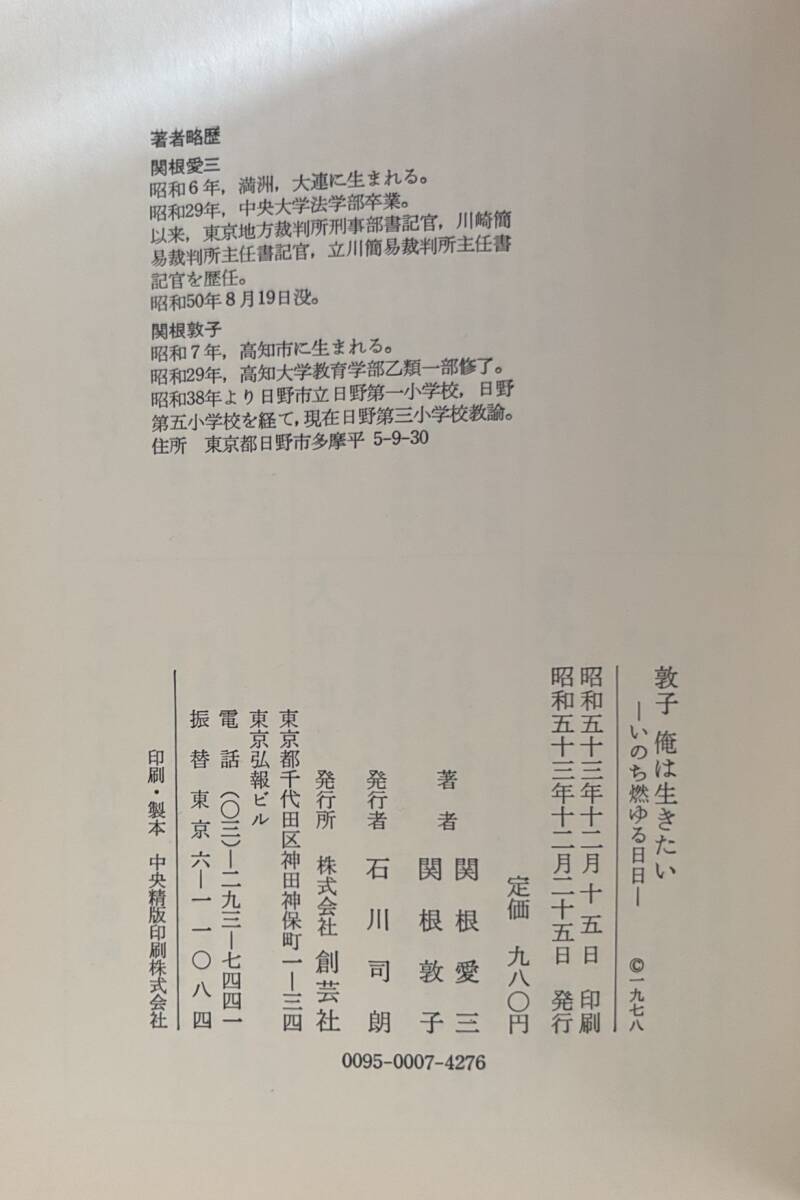 著者略歴
関根愛三
昭和6年，満洲，大連に生まれる。
昭和29年，中央大学法学部卒業。
以来，東京地方裁判所刑事部書記官，川崎簡
易裁判所主任書記官，立川簡易裁判所主任書
記官を歴任。
昭和50年8月19日没。
関根敦子
昭和7年，高知市に生まれる。
昭和29年，高知大学教育学部乙類一部修了。
昭和38年より日野市立日野第一小学校，日野
第五小学校を経て，現在日野第三小学校教諭。
住所　東京都日野市多摩平 5-9-30
敦子 俺は生きたい
―いのち燃ゆる日日―　©一九七八
昭和五十三年十二月十五日　印刷
昭和五十三年十二月二十五日　発行
定価　九八〇円
著者　関根愛三
関根敦子
発行者　石川司朗
発行所　株式会社 創芸社
東京都千代田区神田神保町一―三四
東京弘報ビル
電話（〇三）―二九三―七四四一
振替 東京六―一一〇八四
印刷・製本　中央精版印刷株式会社
0095-0007-4276